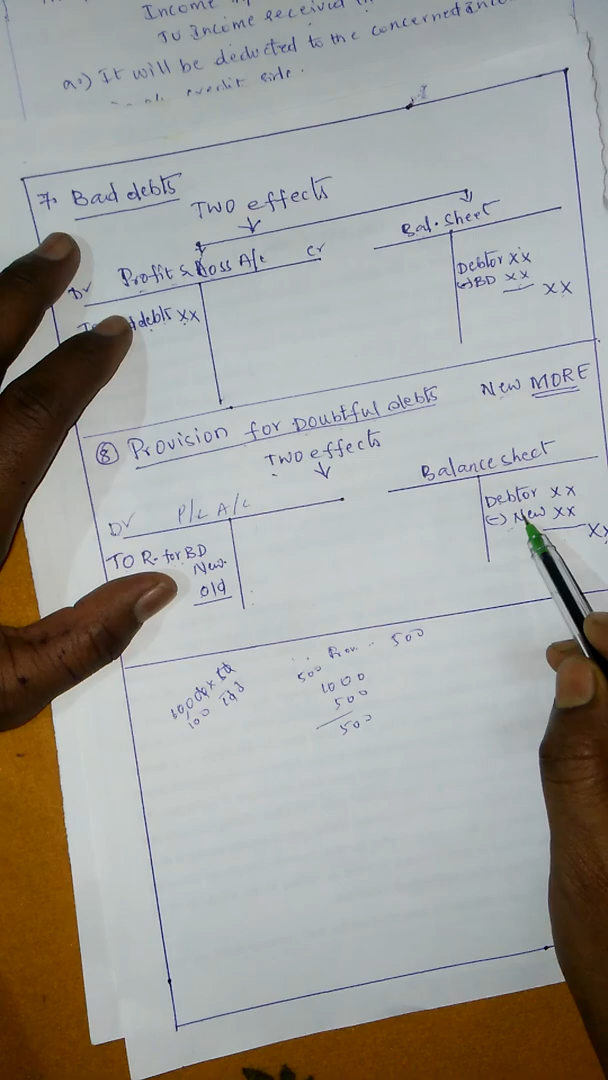 Income
To Income Received
a.) It will be deducted to the concerned
credit side.
7. Bad debts
TWO effects
Profit & Loss A/c Cr
Dr
debts XX
Bal. Sheet
Debtor XX
(-) BD XX
XX
⑧ Provision for Doubtful debts New MORE
TWO effects
Dr P/L A/c
To R. for BD
New
Old
Balance sheet
Debtor XX
(-) New XX
500
500
1000
500
500
100